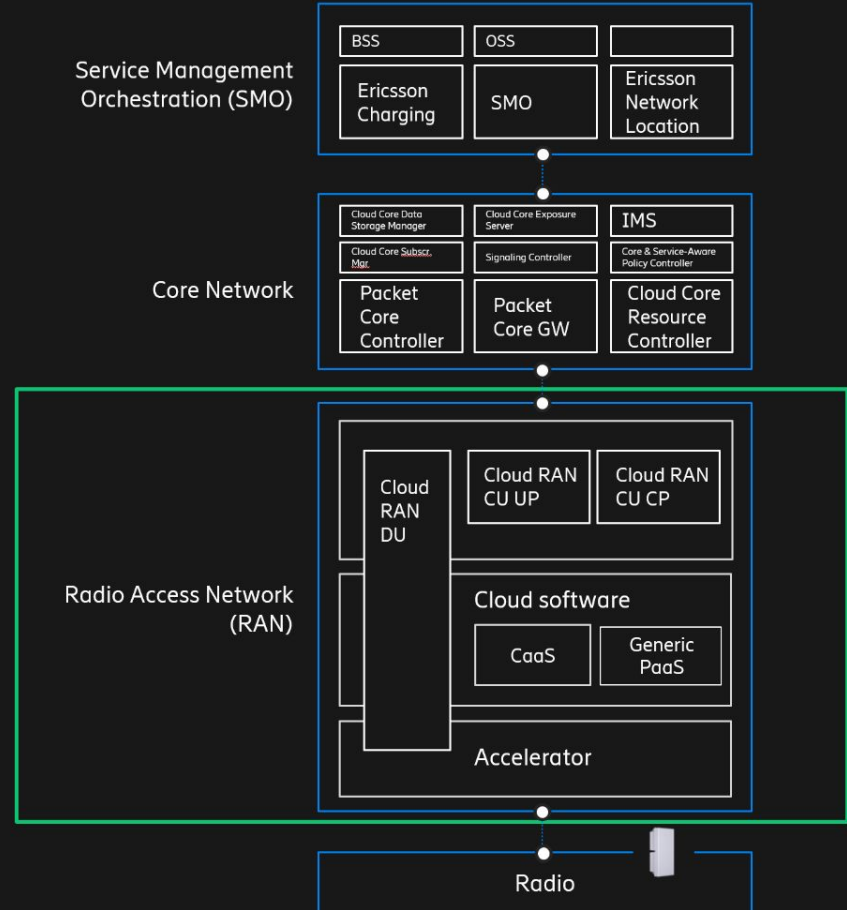 Service Management
Orchestration (SMO)
BSS
OSS
Ericsson
Charging
SMO
Ericsson
Network
Location
Core Network
Cloud Core Data
Storage Manager
Cloud Core Exposure
Server
IMS
Cloud Core Subscr.
Mgr
Signaling Controller
Core & Service-Aware
Policy Controller
Packet
Core
Controller
Packet
Core GW
Cloud Core
Resource
Controller
Radio Access Network
(RAN)
Cloud
RAN
DU
Cloud RAN
CU UP
Cloud RAN
CU CP
Cloud software
CaaS
Generic
PaaS
Accelerator
Radio